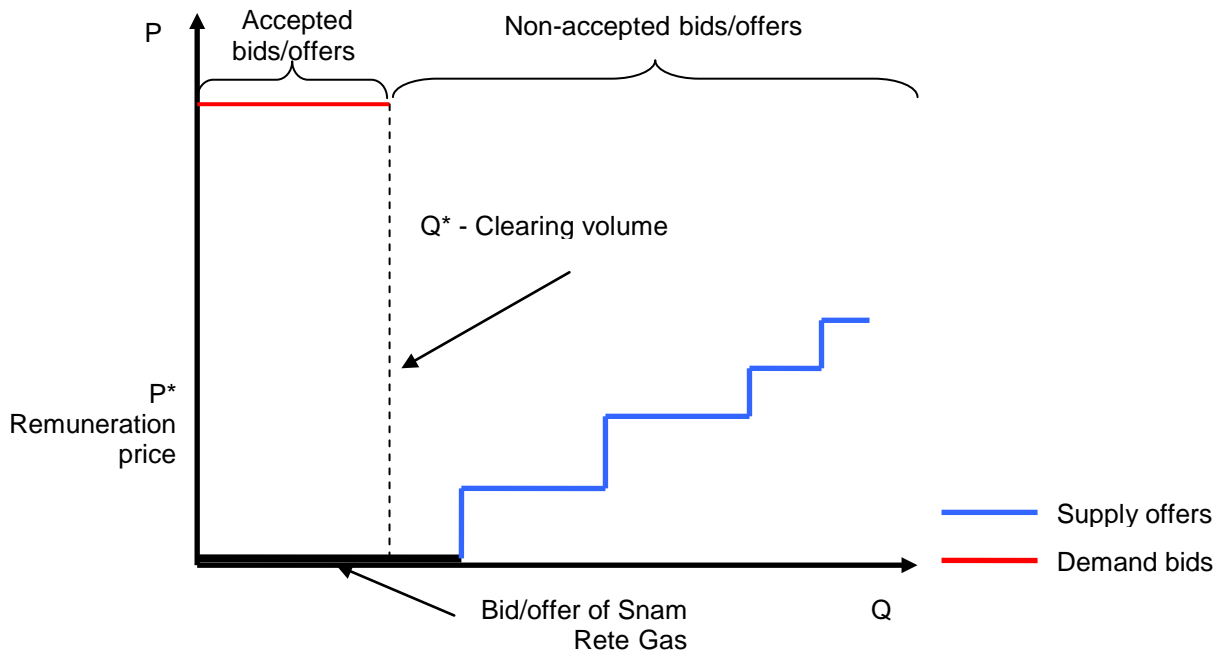 P
Accepted
bids/offers
Non-accepted bids/offers
Q* - Clearing volume
P*
Remuneration
price
Supply offers
Demand bids
Bid/offer of Snam
Rete Gas
Q